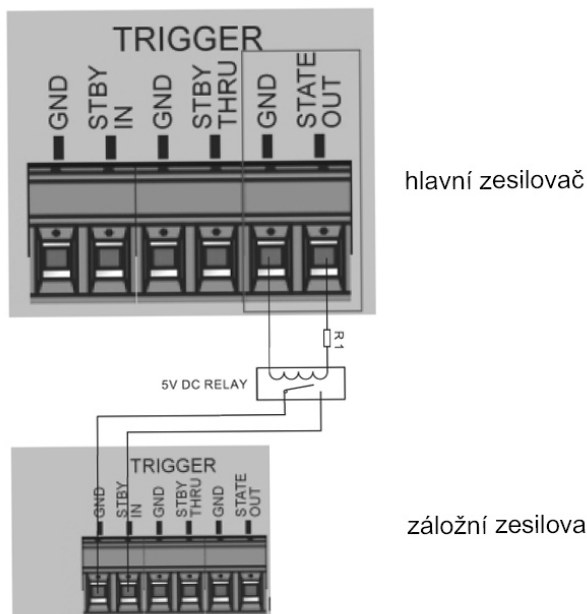 TRIGGER
GND
STBY
IN
GND
STBY
THRU
GND
STATE
OUT
hlavní zesilovač
R1
5V DC RELAY
TRIGGER
GND
STBY
IN
GND
STBY
THRU
GND
STATE
OUT
záložní zesilova